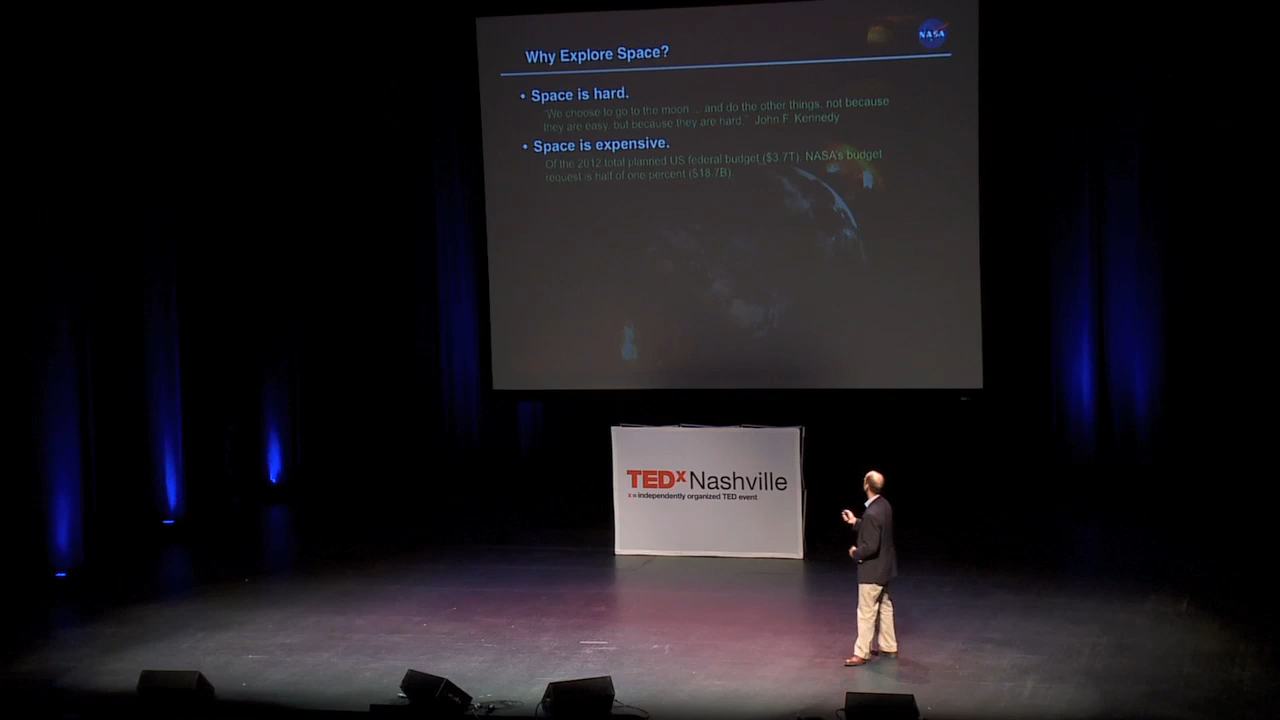 Why Explore Space?
NASA
• Space is hard.
"We choose to go to the moon ... and do the other things, not because
they are easy, but because they are hard." John F. Kennedy
• Space is expensive.
Of the 2012 total planned US federal budget ($3.7T), NASA's budget
request is half of one percent ($18.7B).
TEDx Nashville
x = independently organized TED event